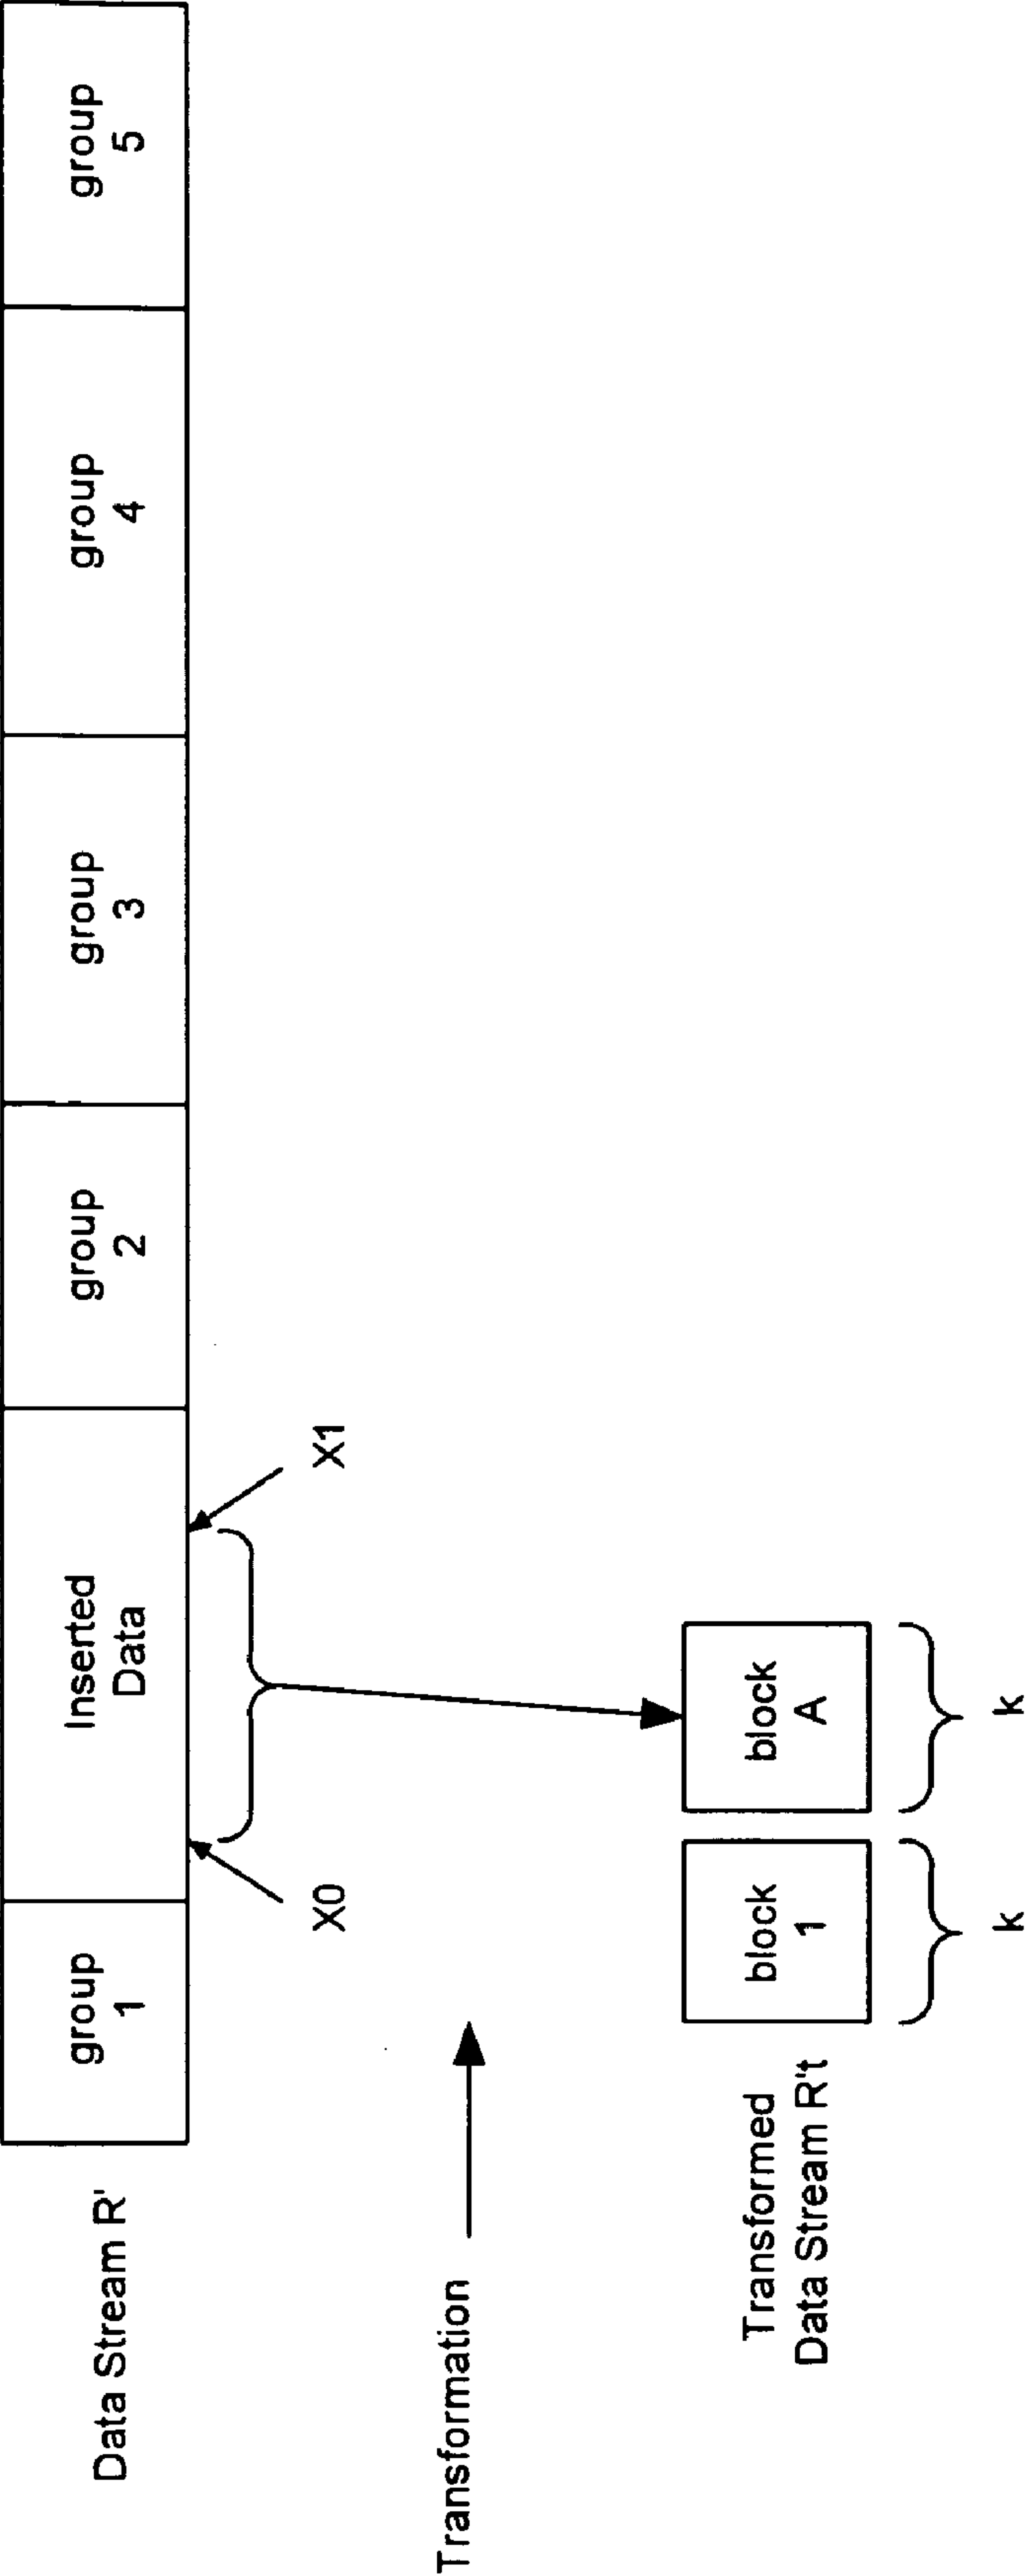 Data Stream R'
group
1
Inserted
Data
group
2
group
3
group
4
group
5
X0
X1
Transformation
Transformed
Data Stream R't
block
1
block
A
k
k